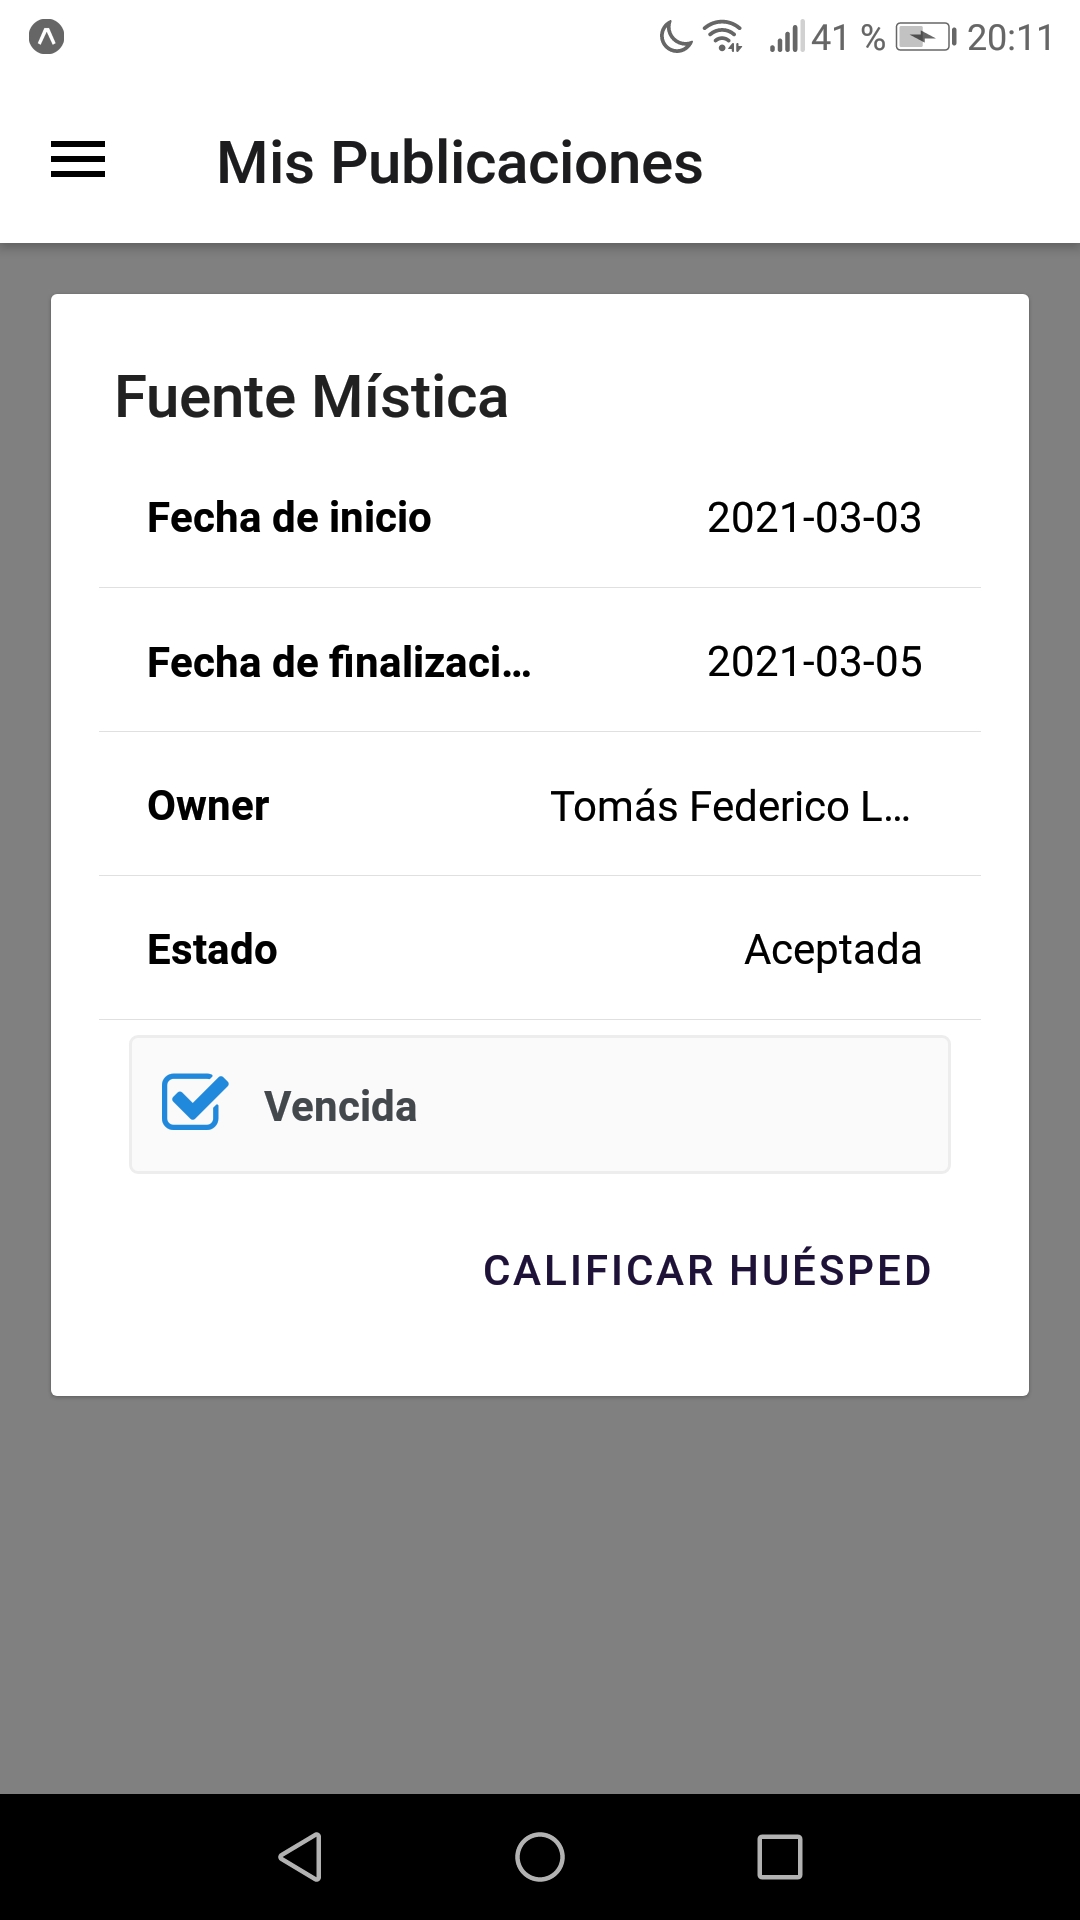 41 % 20:11
Mis Publicaciones
Fuente Mística
Fecha de inicio 2021-03-03
Fecha de finalizaci... 2021-03-05
Owner Tomás Federico L...
Estado Aceptada
Vencida
CALIFICAR HUÉSPED